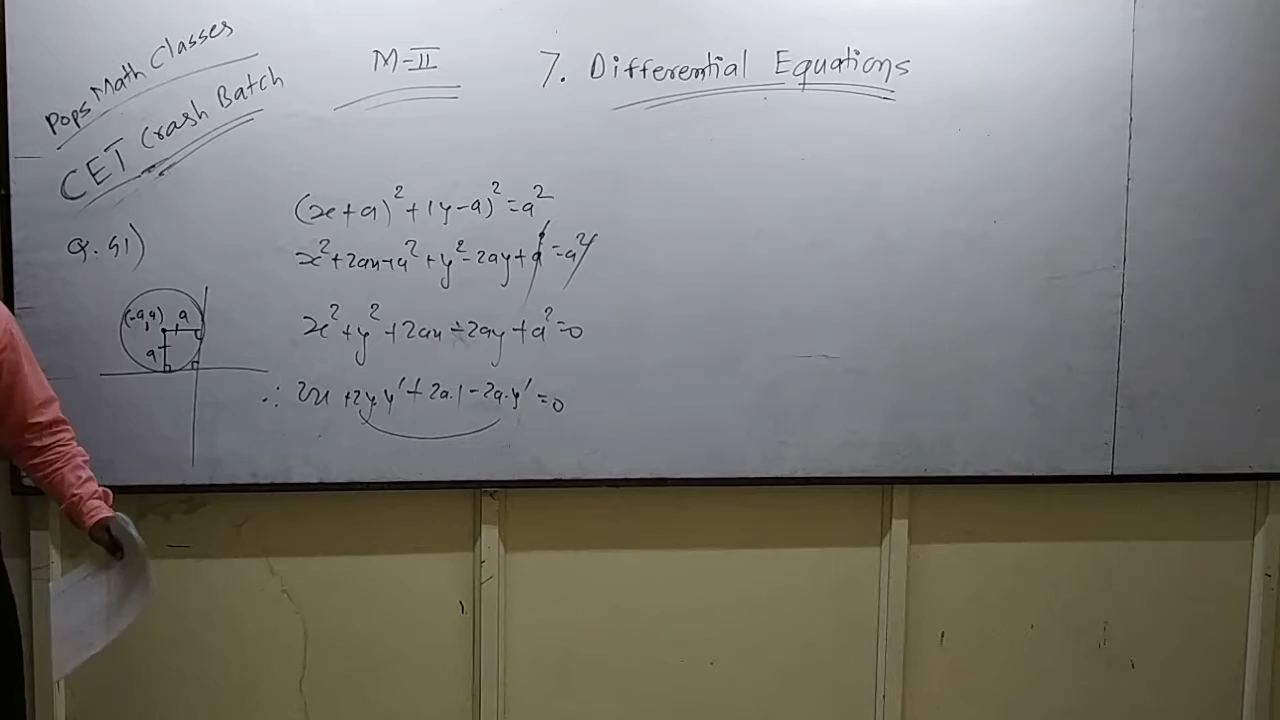 Pops Math Classes
CET Crash Batch
M-II
7. Differential Equations
Q. 91)
(x+a)²+(y-a)²=a²
x²+2ax+a²+y²-2ay+a²=a²
x²+y²+2ax-2ay+a²=0
∴ 2x+2y.y'+2a.1-2a.y'=0
(-a,a)
a
a